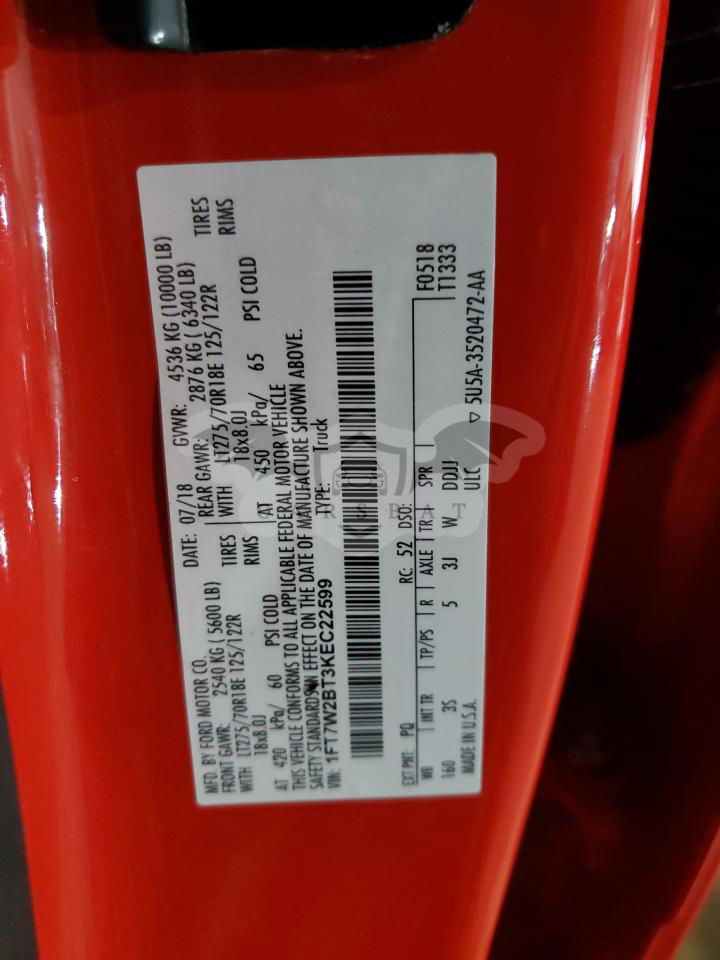 MFD. BY FORD MOTOR CO.
DATE: 07/18 GVWR: 4536 KG (10000 LB)
FRONT GAWR: 2540 KG ( 5600 LB) REAR GAWR: 2876 KG ( 6340 LB)
WITH LT275/70R18E 125/122R TIRES WITH LT275/70R18E 125/122R TIRES
18x8.0J RIMS 18x8.0J RIMS
AT 420 kPa/ 60 PSI COLD AT 450 kPa/ 65 PSI COLD
THIS VEHICLE CONFORMS TO ALL APPLICABLE FEDERAL MOTOR VEHICLE
SAFETY STANDARDS IN EFFECT ON THE DATE OF MANUFACTURE SHOWN ABOVE.
VIN: 1FT7W2BT3KEC22599 TYPE: Truck
F0518
T1333
EXT PNT: PQ RC: 52 DSO:
WB INT TR TP/PS R AXLE TR SPR
160 3S 5 3J W DDJJ
MADE IN U.S.A. ULC ▽ 5U5A-3520472-AA